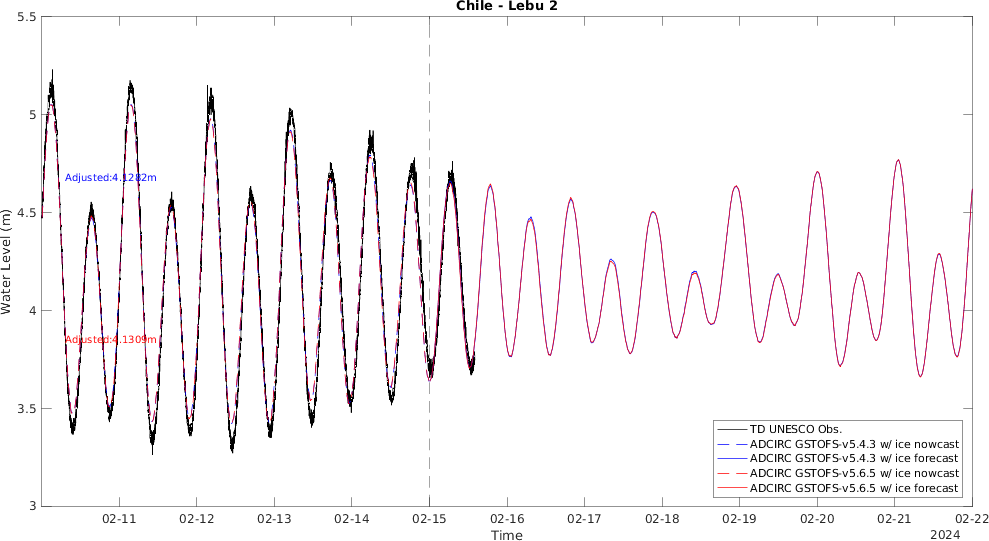 Chile - Lebu 2
Water Level (m)
5.5
5
4.5
4
3.5
3
Adjusted:4.1282m
Adjusted:4.1309m
TD UNESCO Obs.
ADCIRC GSTOFS-v5.4.3 w/ ice nowcast
ADCIRC GSTOFS-v5.4.3 w/ ice forecast
ADCIRC GSTOFS-v5.6.5 w/ ice nowcast
ADCIRC GSTOFS-v5.6.5 w/ ice forecast
02-11 02-12 02-13 02-14 02-15 02-16 02-17 02-18 02-19 02-20 02-21 02-22
Time
2024